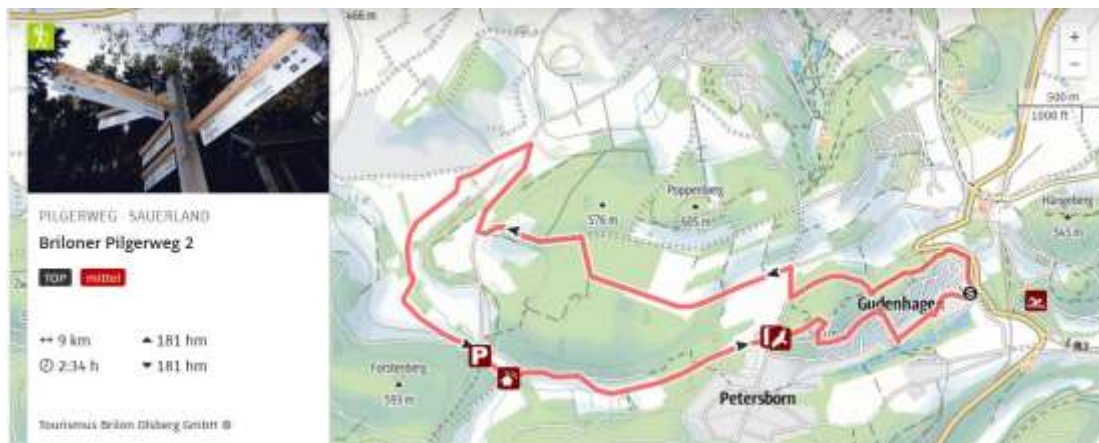 PILGERWEG · SAUERLAND
Briloner Pilgerweg 2
TOP mittel
↔ 9 km ▲ 181 hm
2:34 h ▼ 181 hm
Tourismus Brilon Olsberg GmbH
466 m
+
−
500 m
1000 ft
Poppenberg
576 m
605 m
Hängeberg
545 m
Gudenhagen
S
P
Forstenberg
593 m
Petersborn